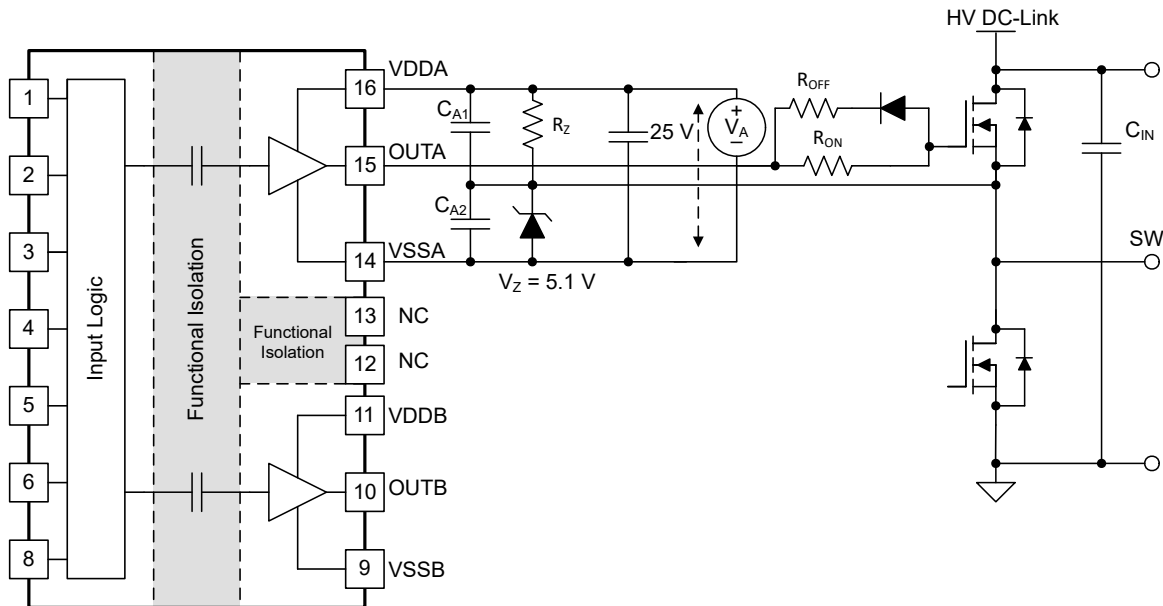 HV DC-Link
1
2
3
4
5
6
8
Input Logic
Functional Isolation
Functional
Isolation
16
15
14
13
12
11
10
9
VDDA
OUTA
VSSA
NC
NC
VDDB
OUTB
VSSB
CA1
CA2
RZ
VZ = 5.1 V
25 V
+
VA
–
ROFF
RON
CIN
SW